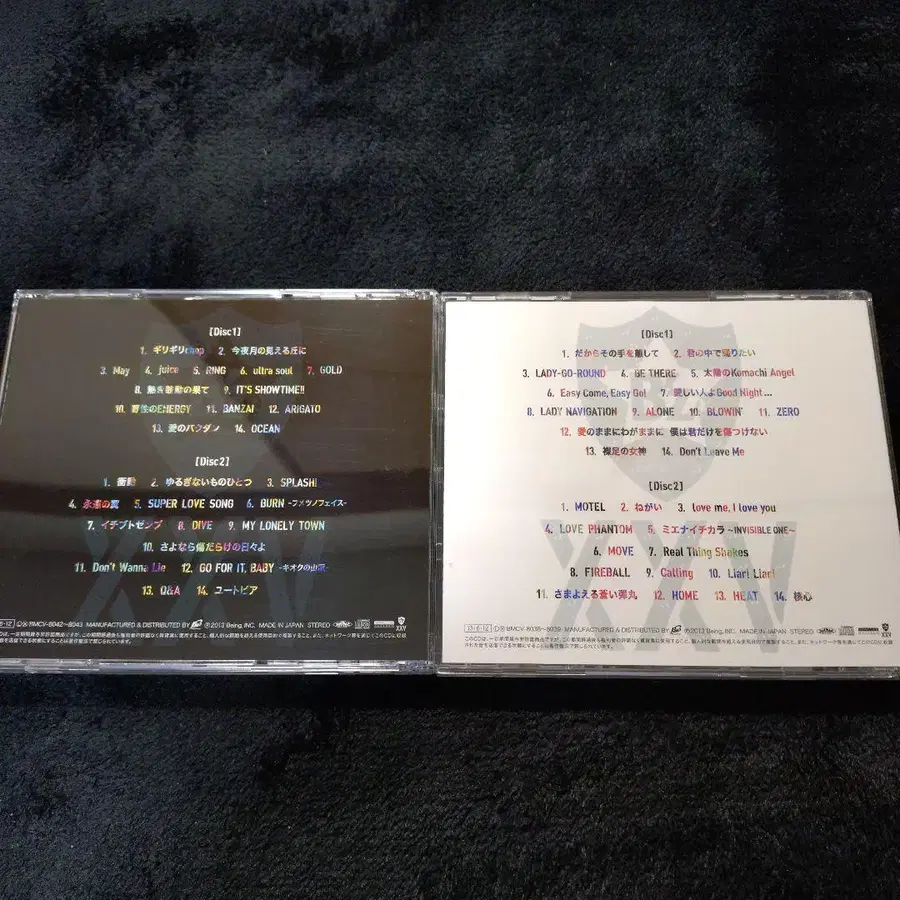 【Disc1】
1. ギリギリchop 2. 今夜月の見える丘に
3. May 4. juice 5. RING 6. ultra soul 7. GOLD
8. 熱き鼓動の果て 9. IT'S SHOWTIME!!
10. 野性のENERGY 11. BANZAI 12. ARIGATO
13. 愛のバクダン 14. OCEAN
【Disc2】
1. 衝動 2. ゆるぎないものひとつ 3. SPLASH!
4. 永遠の翼 5. SUPER LOVE SONG 6. BURN -フメツノフェイス-
7. イチブトゼンブ 8. DIVE 9. MY LONELY TOWN
10. さよなら傷だらけの日々よ
11. Don't Wanna Lie 12. GO FOR IT, BABY -キオクの山脈-
13. Q&A 14. ユートピア
BMCV-8042~8043 MANUFACTURED & DISTRIBUTED BY Ⓟ2013 Being, INC. MADE IN JAPAN STEREO
XXV
【Disc1】
1. だからその手を離して 2. 君の中で踊りたい
3. LADY-GO-ROUND 4. BE THERE 5. 太陽のKomachi Angel
6. Easy Come, Easy Go! 7. 愛しい人よGood Night...
8. LADY NAVIGATION 9. ALONE 10. BLOWIN' 11. ZERO
12. 愛のままにわがままに 僕は君だけを傷つけない
13. 裸足の女神 14. Don't Leave Me
【Disc2】
1. MOTEL 2. ねがい 3. love me, I love you
4. LOVE PHANTOM 5. ミエナイチカラ ~INVISIBLE ONE~
6. MOVE 7. Real Thing Shakes
8. FIREBALL 9. Calling 10. Liar! Liar!
11. さまよえる蒼い弾丸 12. HOME 13. HEAT 14. 核心
BMCV-8038~8039 MANUFACTURED & DISTRIBUTED BY Ⓟ2013 Being, INC. MADE IN JAPAN STEREO
XXV